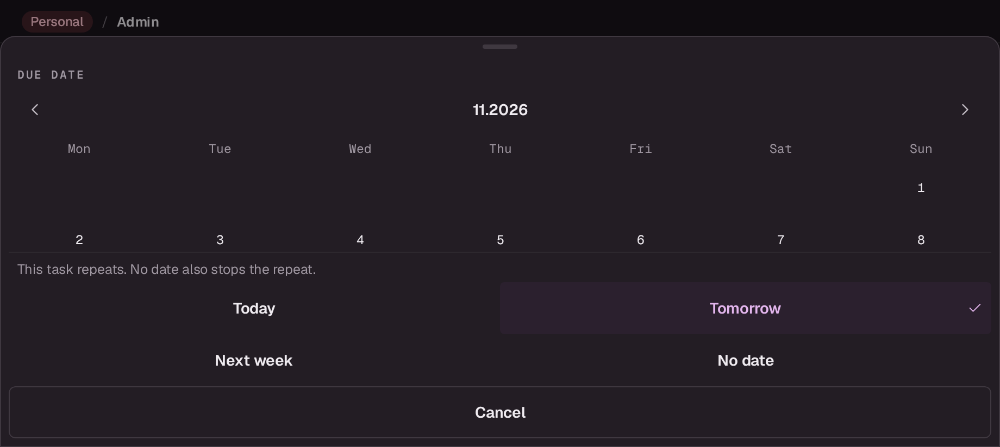 Personal / Admin
DUE DATE
11.2026
Mon Tue Wed Thu Fri Sat Sun
1
2 3 4 5 6 7 8
This task repeats. No date also stops the repeat.
Today Tomorrow
Next week No date
Cancel